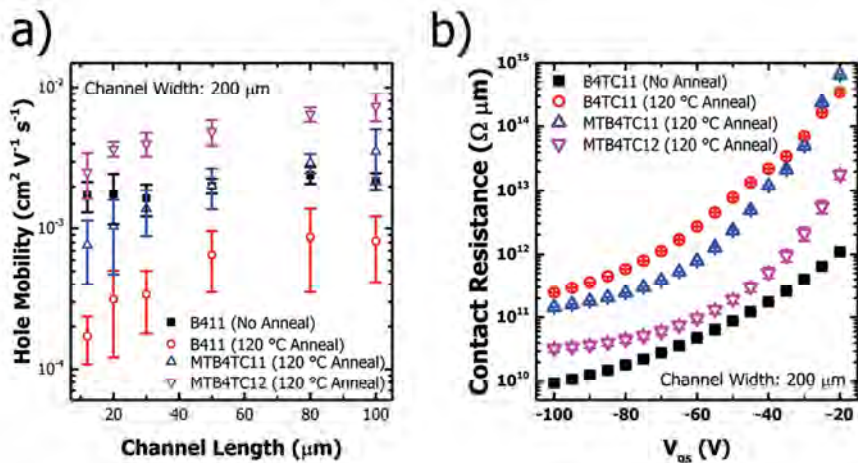 a)
Hole Mobility (cm² V⁻¹ s⁻¹)
10⁻²
10⁻³
10⁻⁴
Channel Width: 200 μm
B411 (No Anneal)
B411 (120 °C Anneal)
MTB4TC11 (120 °C Anneal)
MTB4TC12 (120 °C Anneal)
20 40 60 80 100
Channel Length (μm)
b)
Contact Resistance (Ω μm)
10¹⁵
10¹⁴
10¹³
10¹²
10¹¹
10¹⁰
B4TC11 (No Anneal)
B4TC11 (120 °C Anneal)
MTB4TC11 (120 °C Anneal)
MTB4TC12 (120 °C Anneal)
Channel Width: 200 μm
-100 -80 -60 -40 -20
V_gs (V)